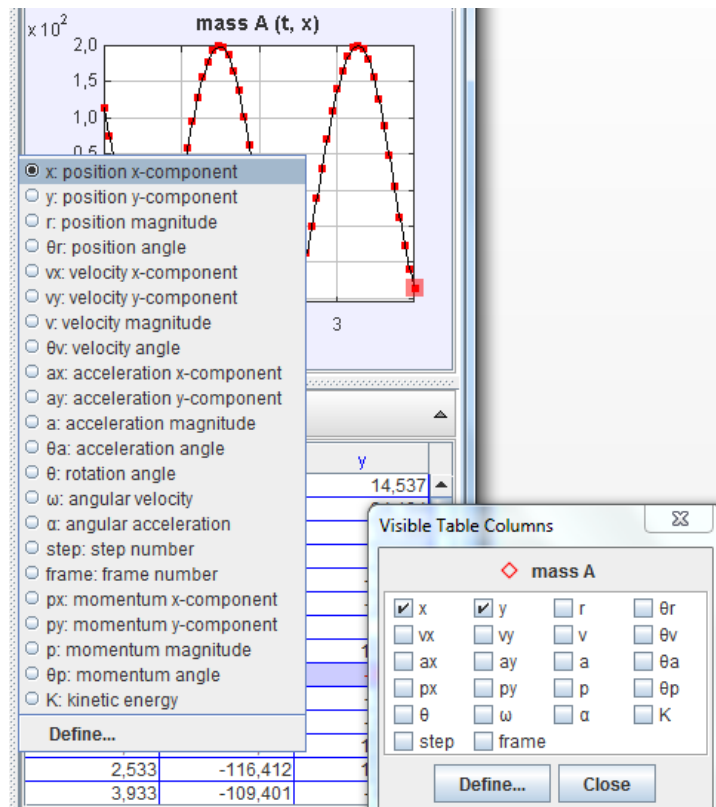 mass A (t, x)
x 10²
2,0
1,5
1,0
0,5
3
x: position x-component
y: position y-component
r: position magnitude
θr: position angle
vx: velocity x-component
vy: velocity y-component
v: velocity magnitude
θv: velocity angle
ax: acceleration x-component
ay: acceleration y-component
a: acceleration magnitude
θa: acceleration angle
θ: rotation angle
ω: angular velocity
α: angular acceleration
step: step number
frame: frame number
px: momentum x-component
py: momentum y-component
p: momentum magnitude
θp: momentum angle
K: kinetic energy
Define...
y
14,537
2,533 -116,412 1
3,933 -109,401 -
Visible Table Columns
mass A
x y r θr
vx vy v θv
ax ay a θa
px py p θp
θ ω α K
step frame
Define... Close